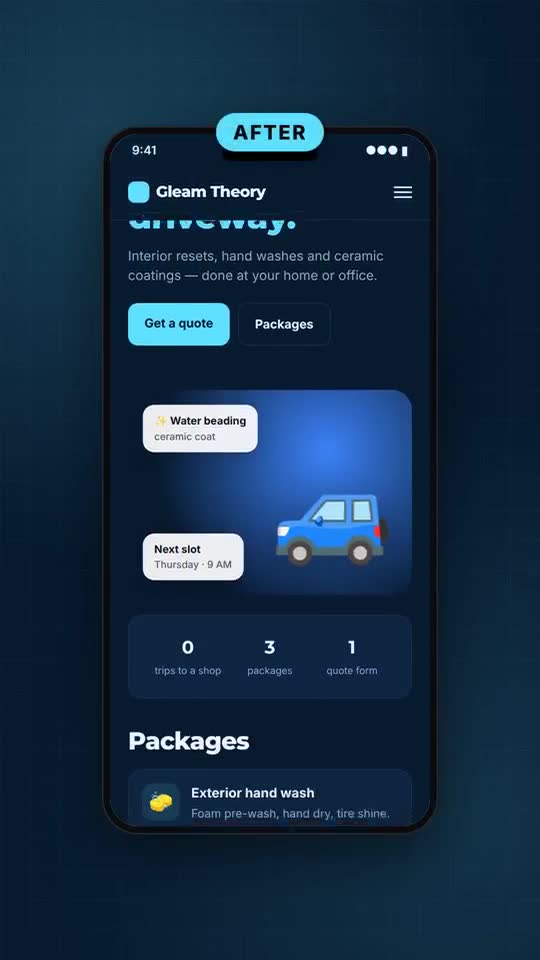 AFTER
9:41
Gleam Theory
driveway.
Interior resets, hand washes and ceramic
coatings — done at your home or office.
Get a quote
Packages
✨ Water beading
ceramic coat
Next slot
Thursday · 9 AM
0
3
1
trips to a shop
packages
quote form
Packages
Exterior hand wash
Foam pre-wash, hand dry, tire shine.